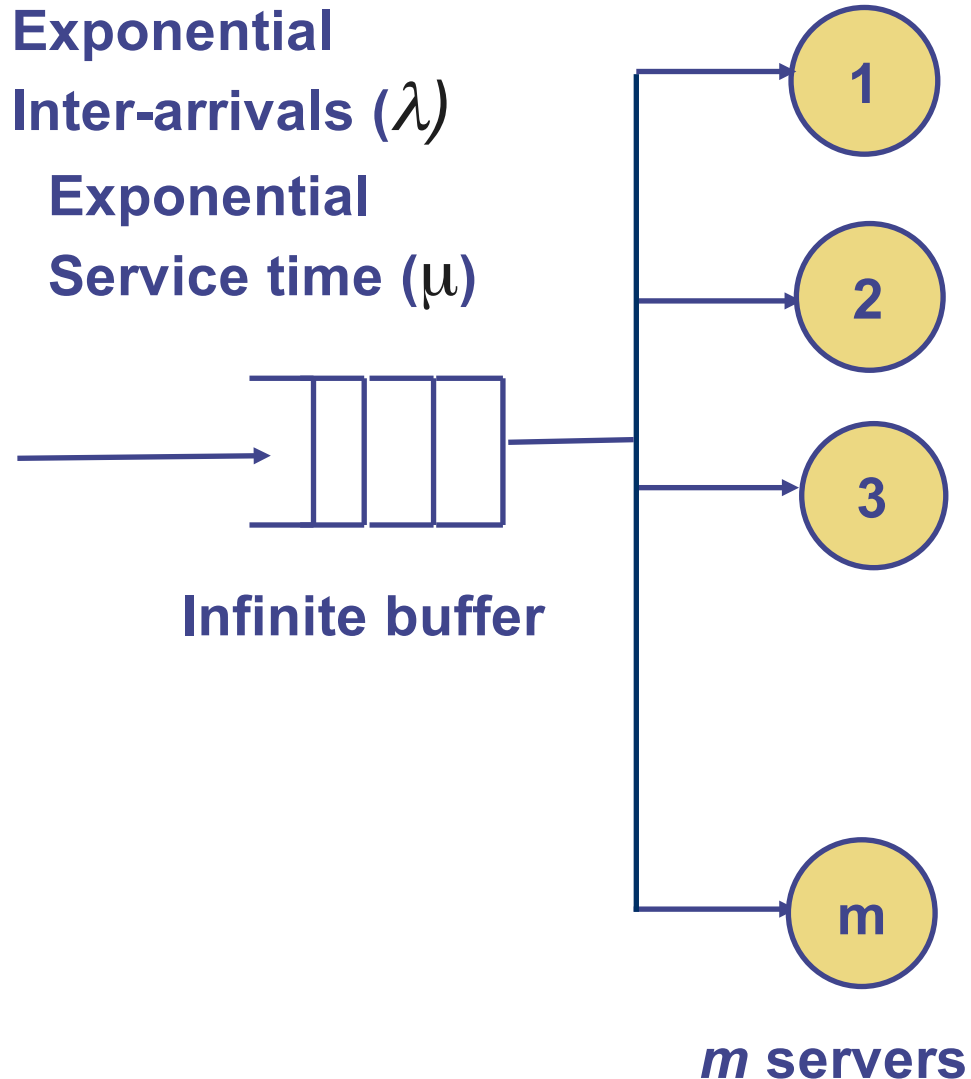 Exponential
Inter-arrivals (λ)
Exponential
Service time (μ)
1
2
3
Infinite buffer
m
m servers